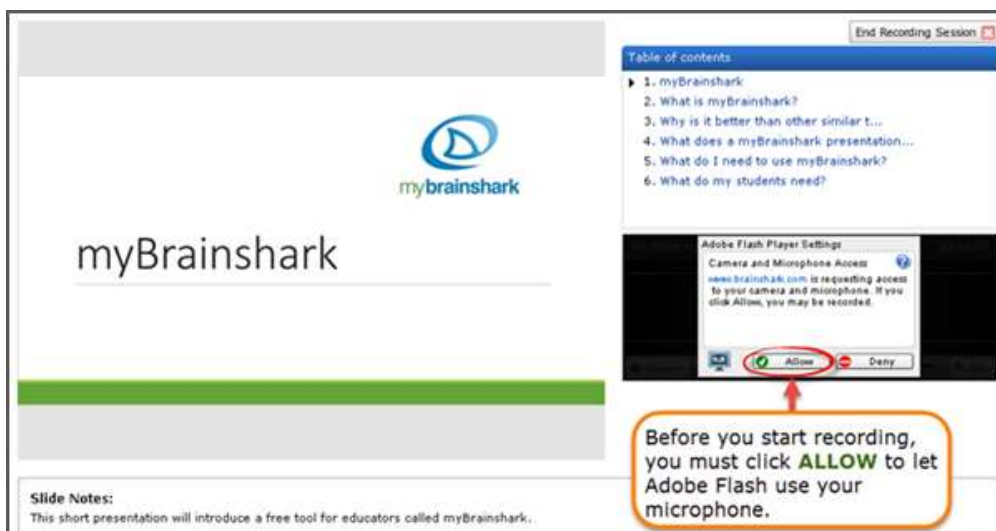 End Recording Session
Table of contents
1. myBrainshark
2. What is myBrainshark?
3. Why is it better than other similar t...
4. What does a myBrainshark presentation...
5. What do I need to use myBrainshark?
6. What do my students need?
mybrainshark
myBrainshark
Adobe Flash Player Settings
Camera and Microphone Access
www.brainshark.com is requesting access
to your camera and microphone. If you
click Allow, you may be recorded.
Allow
Deny
Before you start recording,
you must click ALLOW to let
Adobe Flash use your
microphone.
Slide Notes:
This short presentation will introduce a free tool for educators called myBrainshark.